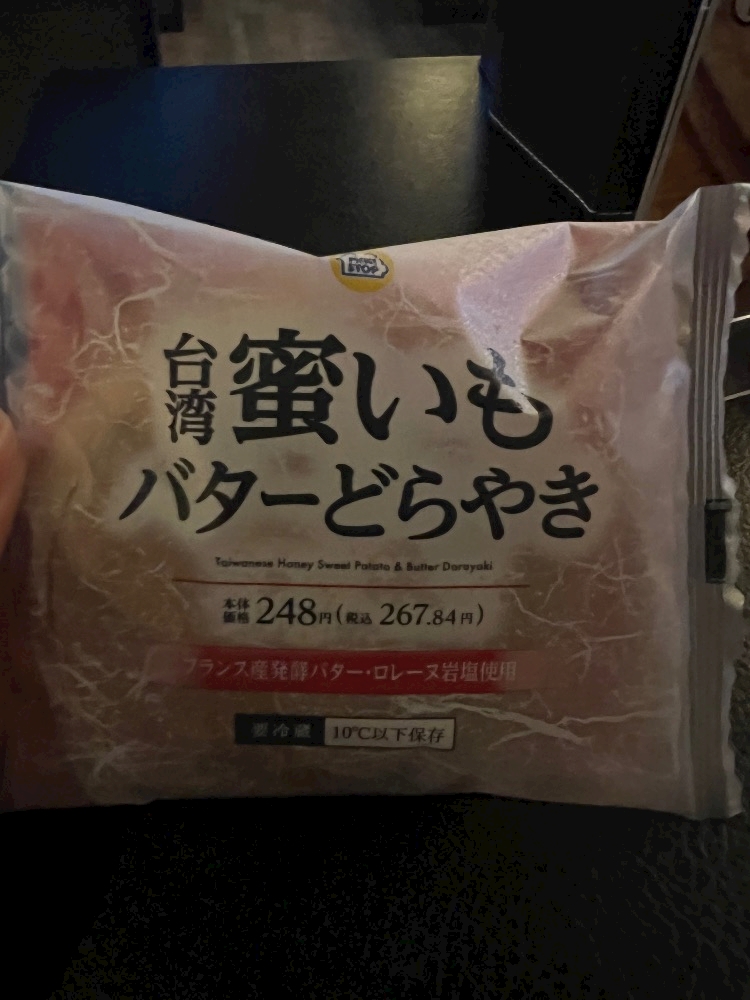 MINI
STOP
台湾蜜いも
バターどらやき
Taiwanese Honey Sweet Potato & Butter Dorayaki
本体価格248円(税込 267.84円)
フランス産発酵バター・ロレーヌ岩塩使用
要冷蔵 10℃以下保存